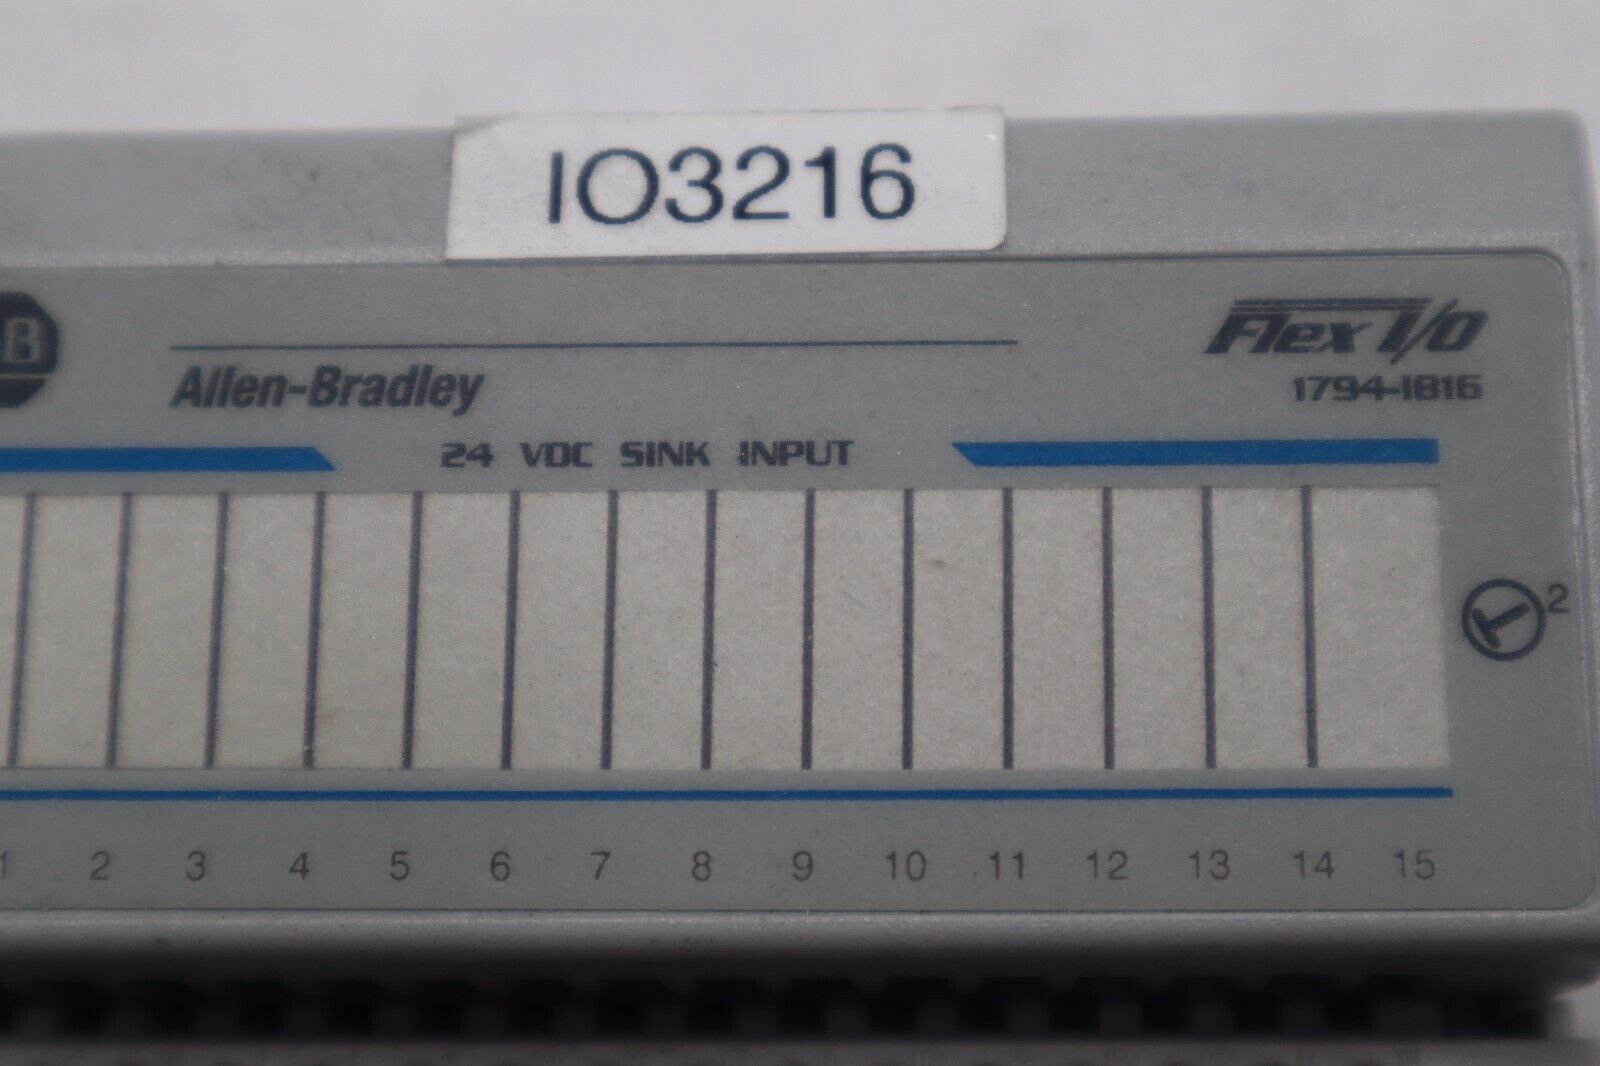 IO3216
B
Flex I/O
Allen-Bradley
1794-IB16
24 VDC SINK INPUT
2
1 2 3 4 5 6 7 8 9 10 11 12 13 14 15